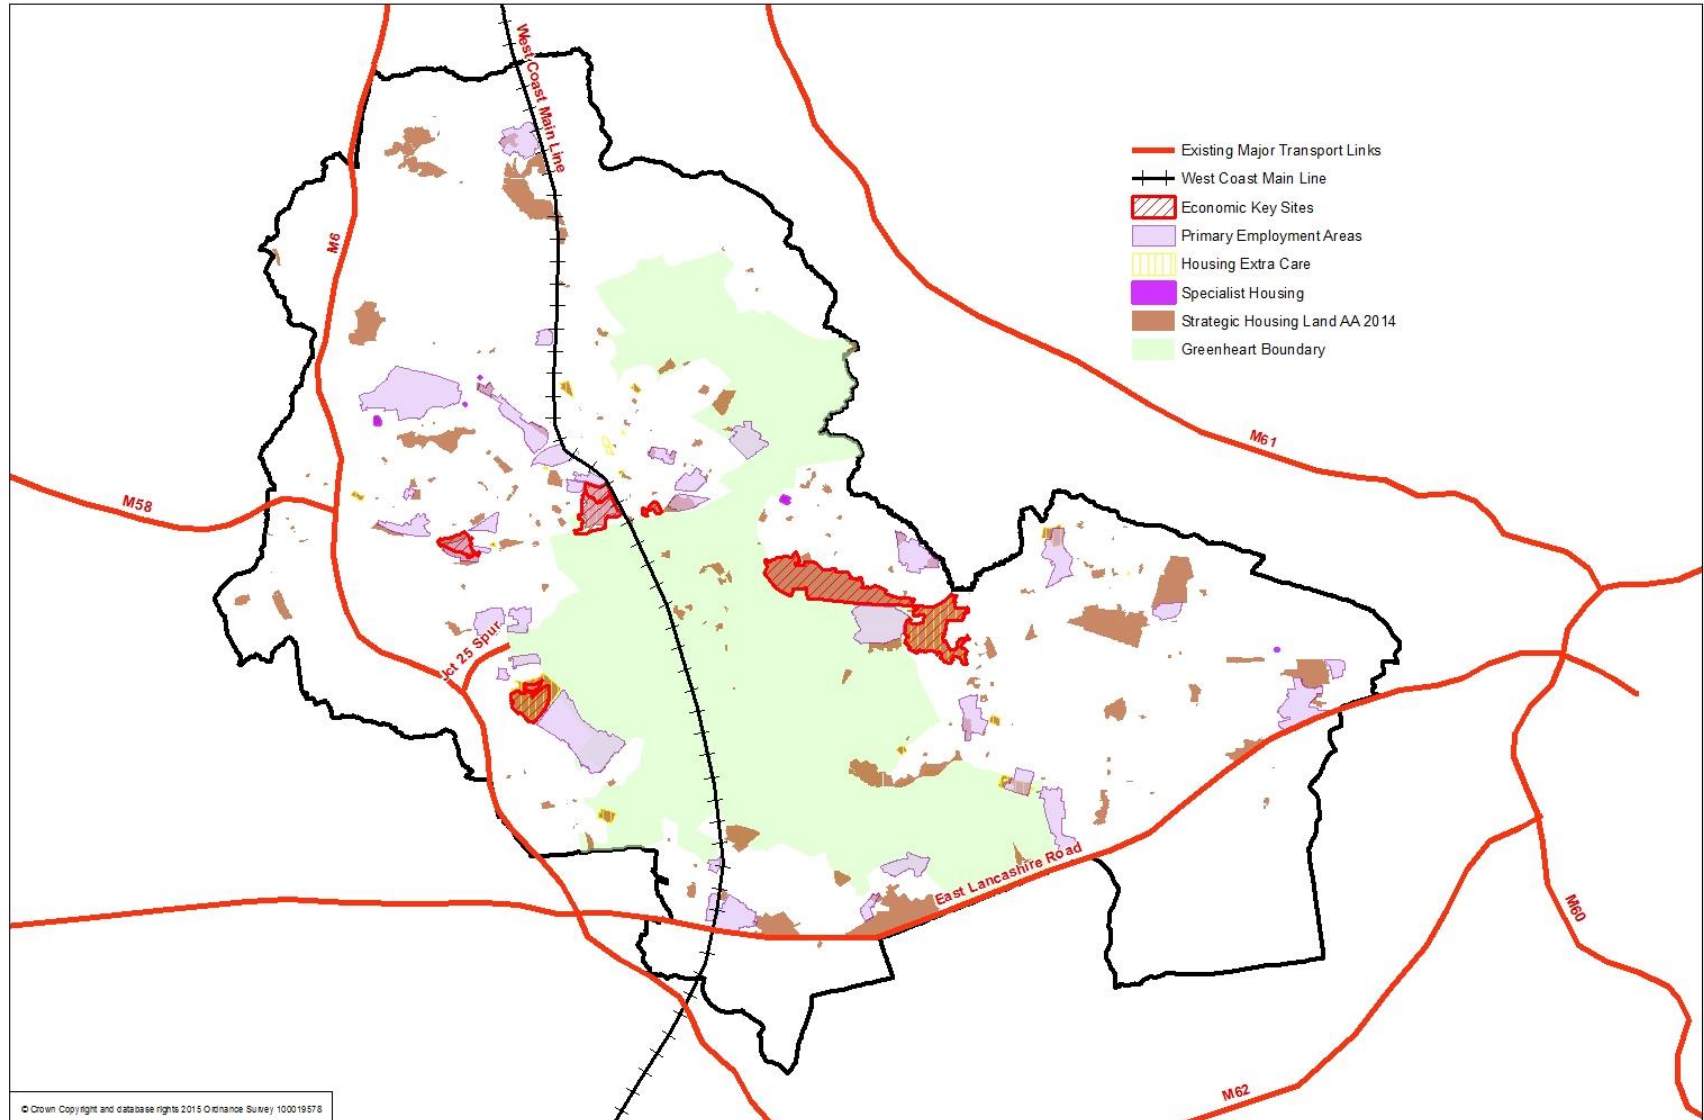 West Coast Main Line
Existing Major Transport Links
West Coast Main Line
Economic Key Sites
Primary Employment Areas
Housing Extra Care
Specialist Housing
Strategic Housing Land AA 2014
Greenheart Boundary
M6
M61
M58
Jct 25 Spur
East Lancashire Road
M60
M62
© Crown Copyright and database rights 2015 Ordnance Survey 100019578